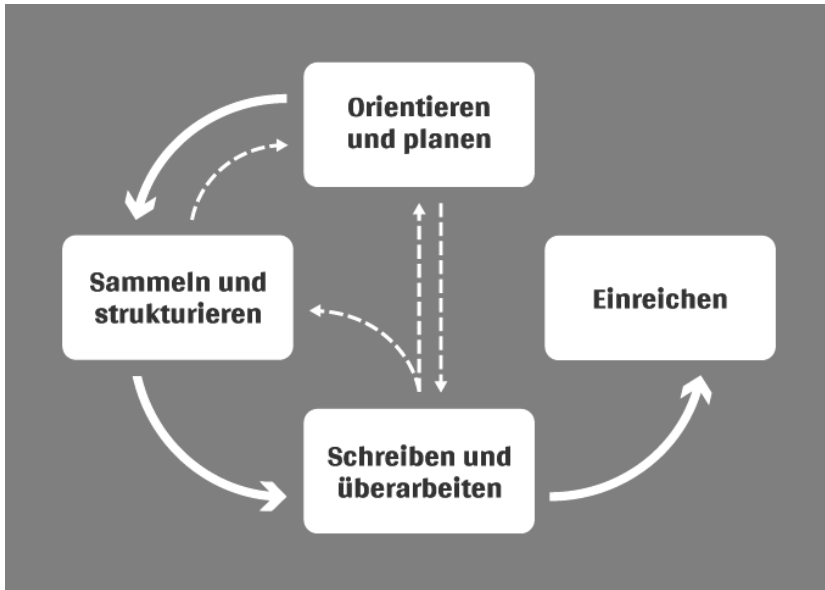 Orientieren
und planen
Sammeln und
strukturieren
Einreichen
Schreiben und
überarbeiten